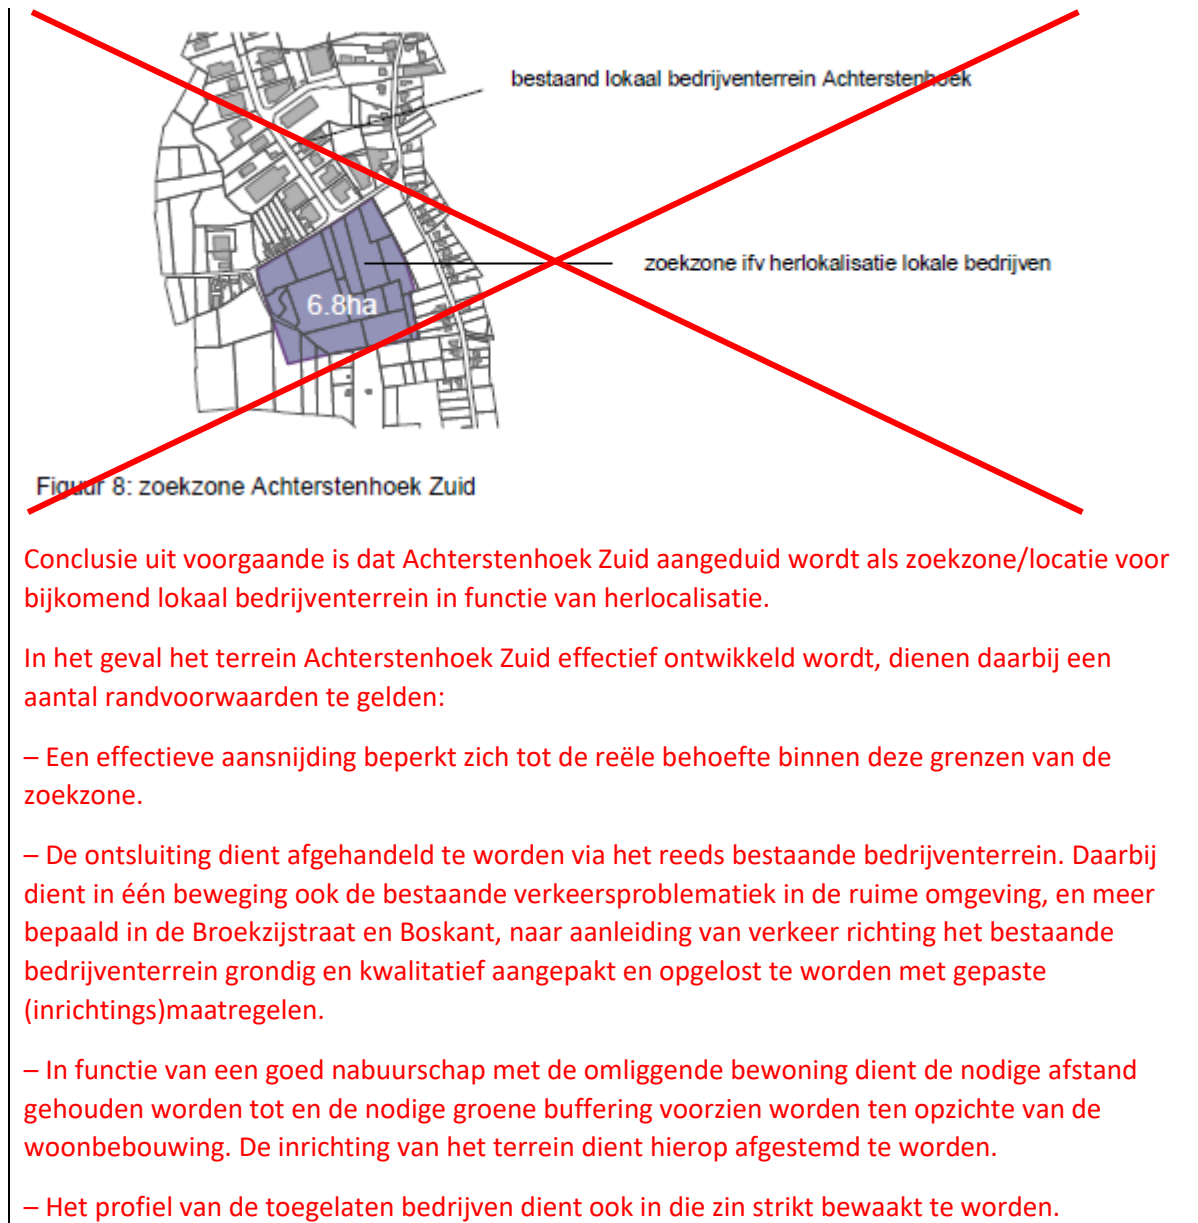 bestaand lokaal bedrijventerrein Achterstenhoek
zoekzone ifv herlokalisatie lokale bedrijven
6.8ha
Figuur 8: zoekzone Achterstenhoek Zuid
Conclusie uit voorgaande is dat Achterstenhoek Zuid aangeduid wordt als zoekzone/locatie voor
bijkomend lokaal bedrijventerrein in functie van herlocalisatie.
In het geval het terrein Achterstenhoek Zuid effectief ontwikkeld wordt, dienen daarbij een
aantal randvoorwaarden te gelden:
– Een effectieve aansnijding beperkt zich tot de reële behoefte binnen deze grenzen van de
zoekzone.
– De ontsluiting dient afgehandeld te worden via het reeds bestaande bedrijventerrein. Daarbij
dient in één beweging ook de bestaande verkeersproblematiek in de ruime omgeving, en meer
bepaald in de Broekzijstraat en Boskant, naar aanleiding van verkeer richting het bestaande
bedrijventerrein grondig en kwalitatief aangepakt en opgelost te worden met gepaste
(inrichtings)maatregelen.
– In functie van een goed nabuurschap met de omliggende bewoning dient de nodige afstand
gehouden worden tot en de nodige groene buffering voorzien worden ten opzichte van de
woonbebouwing. De inrichting van het terrein dient hierop afgestemd te worden.
– Het profiel van de toegelaten bedrijven dient ook in die zin strikt bewaakt te worden.